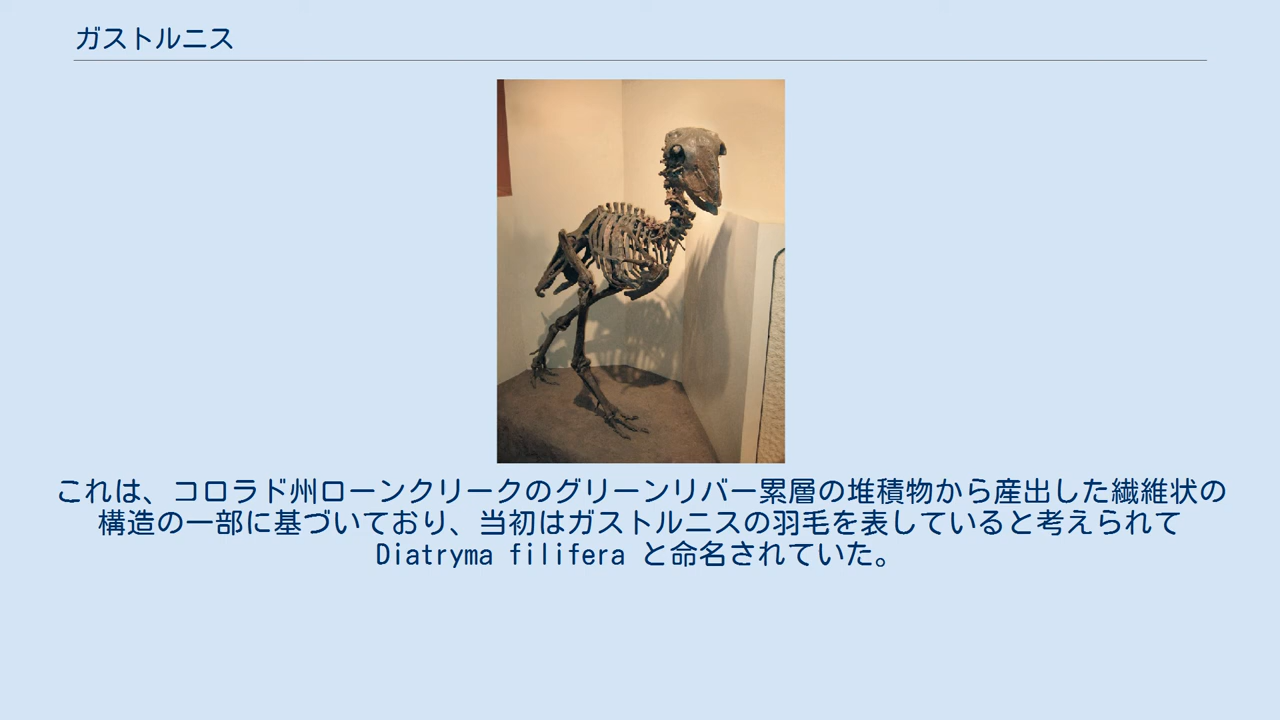 ガストルニス
これは、コロラド州ローンクリークのグリーンリバー累層の堆積物から産出した繊維状の
構造の一部に基づいており、当初はガストルニスの羽毛を表していると考えられて
Diatryma filifera と命名されていた。